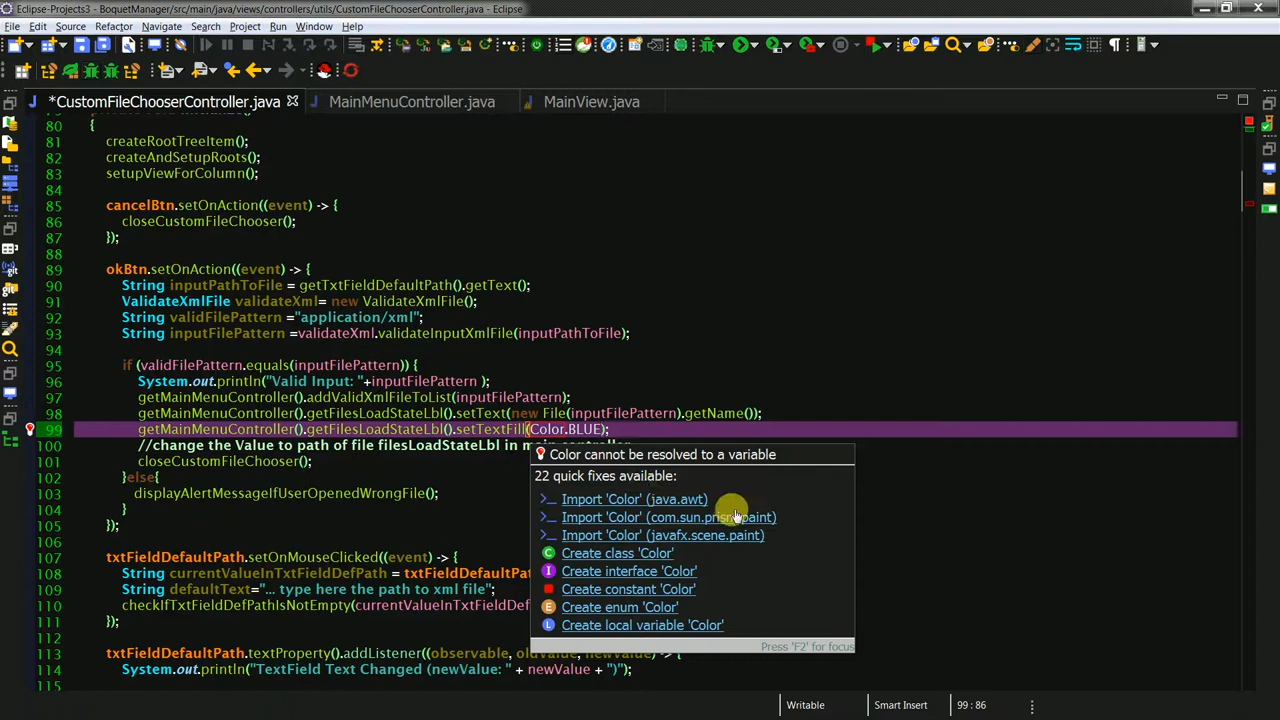 Eclipse-Projects3 - BoquetManager/src/main/java/views/controllers/utils/CustomFileChooserController.java - Eclipse
File Edit Source Refactor Navigate Search Project Run Window Help
*CustomFileChooserController.java MainMenuController.java MainView.java
80 {
81 createRootTreeItem();
82 createAndSetupRoots();
83 setupViewForColumn();
84
85 cancelBtn.setOnAction((event) -> {
86 closeCustomFileChooser();
87 });
88
89 okBtn.setOnAction((event) -> {
90 String inputPathToFile = getTxtFieldDefaultPath().getText();
91 ValidateXmlFile validateXml= new ValidateXmlFile();
92 String validFilePattern ="application/xml";
93 String inputFilePattern =validateXml.validateInputXmlFile(inputPathToFile);
94
95 if (validFilePattern.equals(inputFilePattern)) {
96 System.out.println("Valid Input: "+inputFilePattern );
97 getMainMenuController().addValidXmlFileToList(inputFilePattern);
98 getMainMenuController().getFilesLoadStateLbl().setText(new File(inputFilePattern).getName());
99 getMainMenuController().getFilesLoadStateLbl().setTextFill(Color.BLUE);
100 //change the Value to path of file filesLoadStateLbl in main
101 closeCustomFileChooser();
102 }else{
103 displayAlertMessageIfUserOpenedWrongFile();
104 }
105 });
106
107 txtFieldDefaultPath.setOnMouseClicked((event) -> {
108 String currentValueInTxtFieldDefPath = txtFieldDefaultPath
109 String defaultText="... type here the path to xml file";
110 checkIfTxtFieldDefPathIsNotEmpty(currentValueInTxtFieldDef
111 });
112
113 txtFieldDefaultPath.textProperty().addListener((observable, oldValue, newValue) -> {
114 System.out.println("TextField Text Changed (newValue: " + newValue + ")");
115
Color cannot be resolved to a variable
22 quick fixes available:
Import 'Color' (java.awt)
Import 'Color' (com.sun.prism.paint)
Import 'Color' (javafx.scene.paint)
Create class 'Color'
Create interface 'Color'
Create constant 'Color'
Create enum 'Color'
Create local variable 'Color'
Press 'F2' for focus
Writable Smart Insert 99 : 86